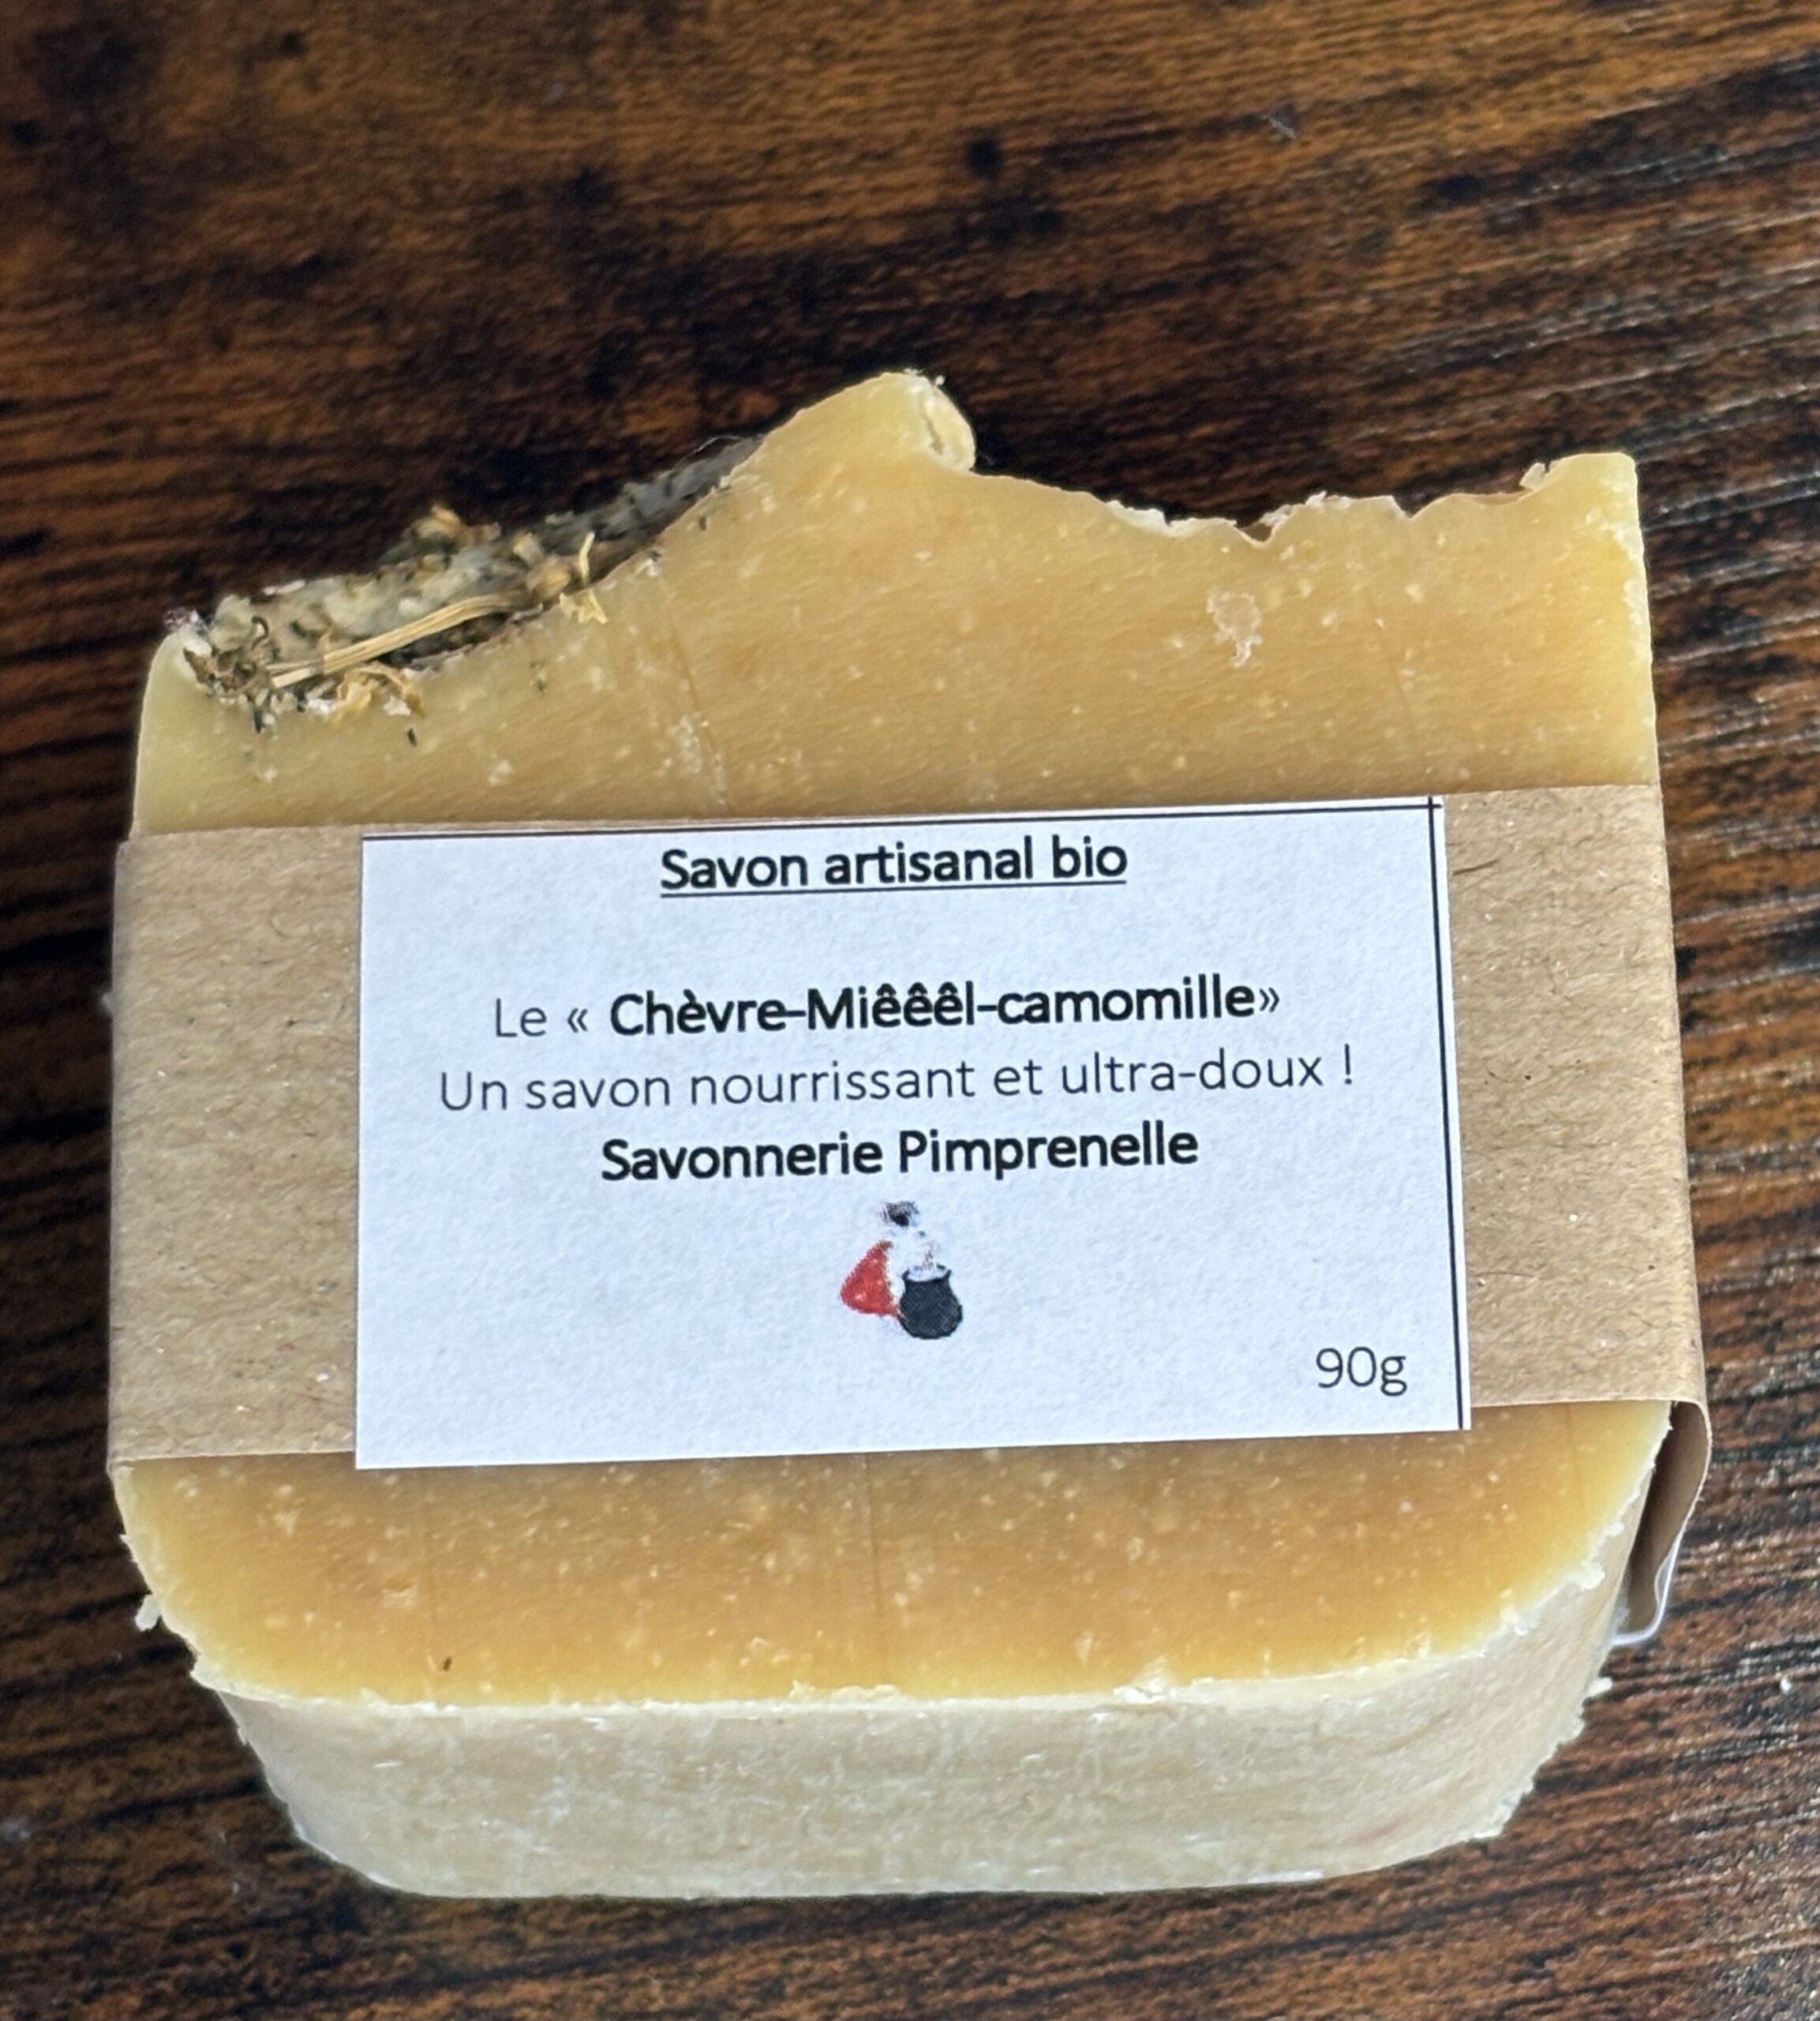 Savon artisanal bio
Le « Chèvre-Miêêêl-camomille»
Un savon nourrissant et ultra-doux !
Savonnerie Pimprenelle
90g